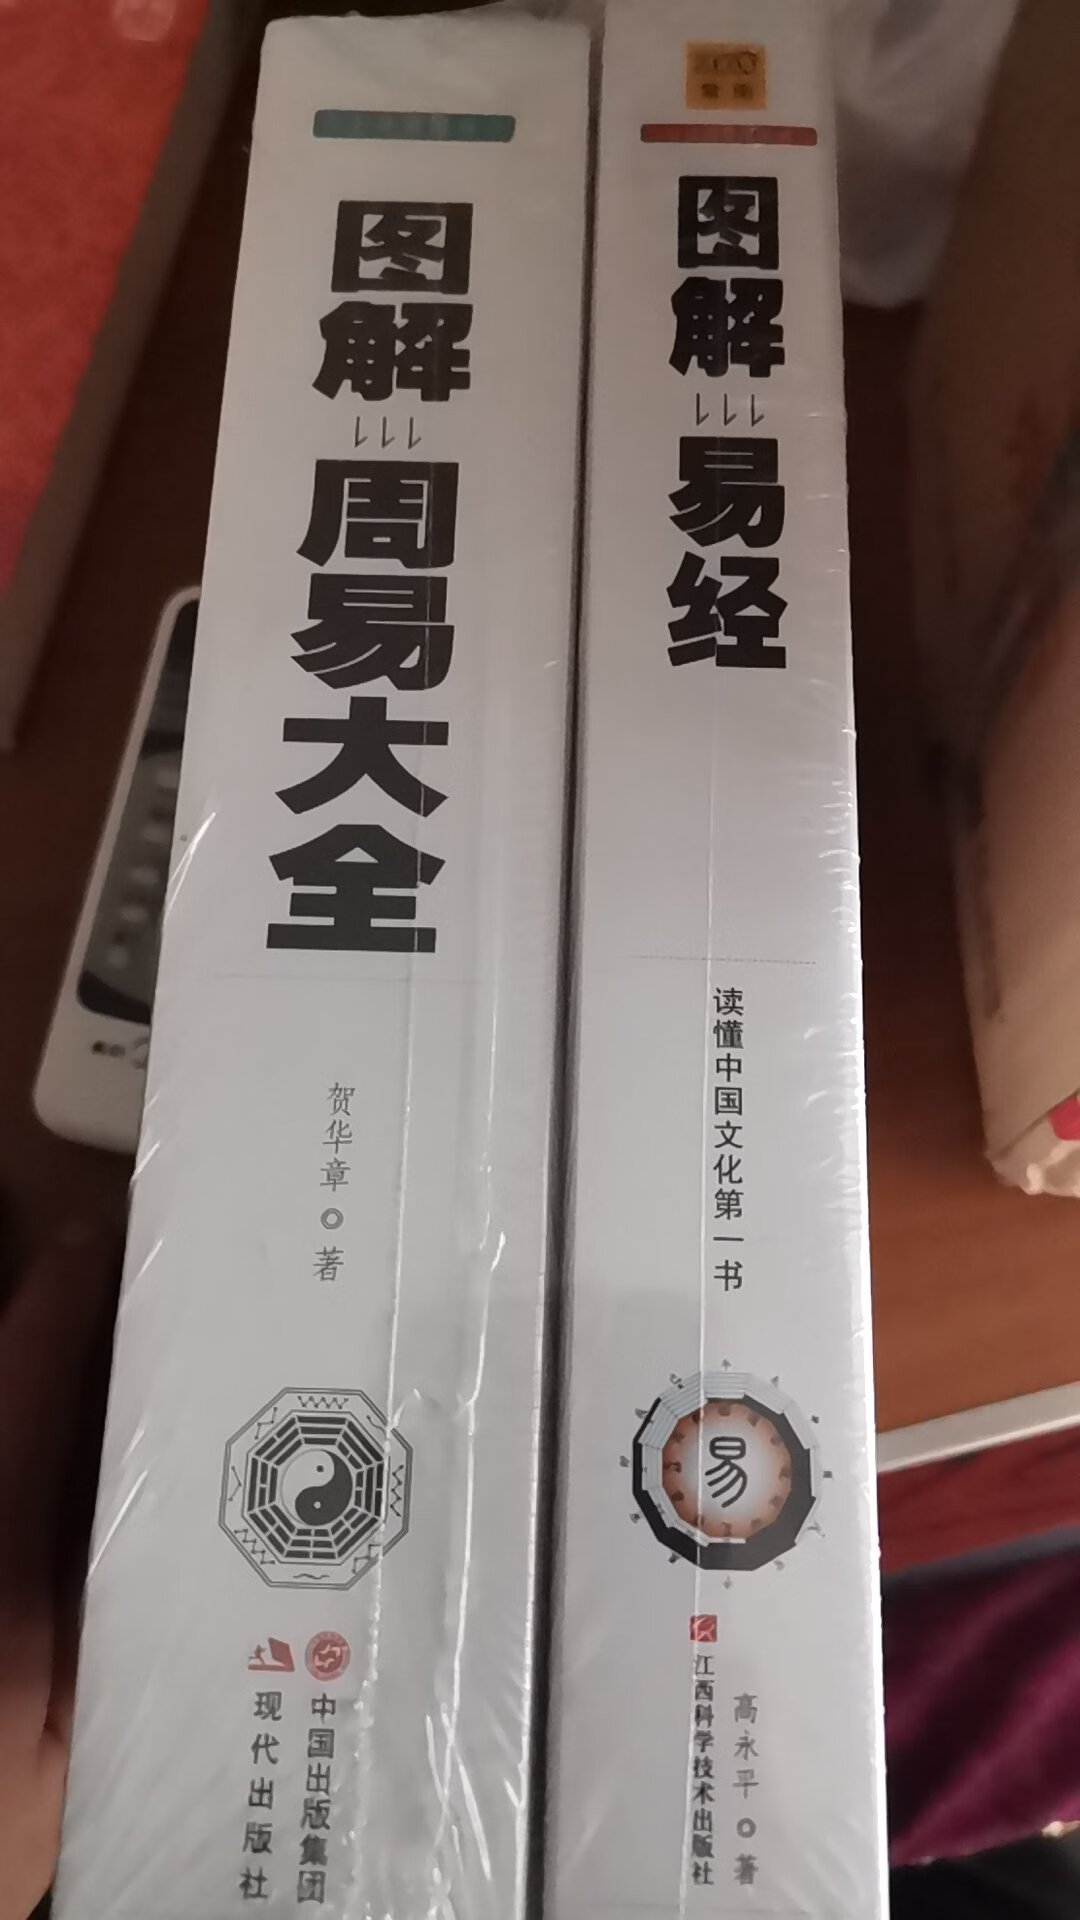 图解
周易大全
贺华章 著
中国出版集团
现代出版社
图解
易经
读懂中国文化第一书
易
高永平 著
江西科学技术出版社